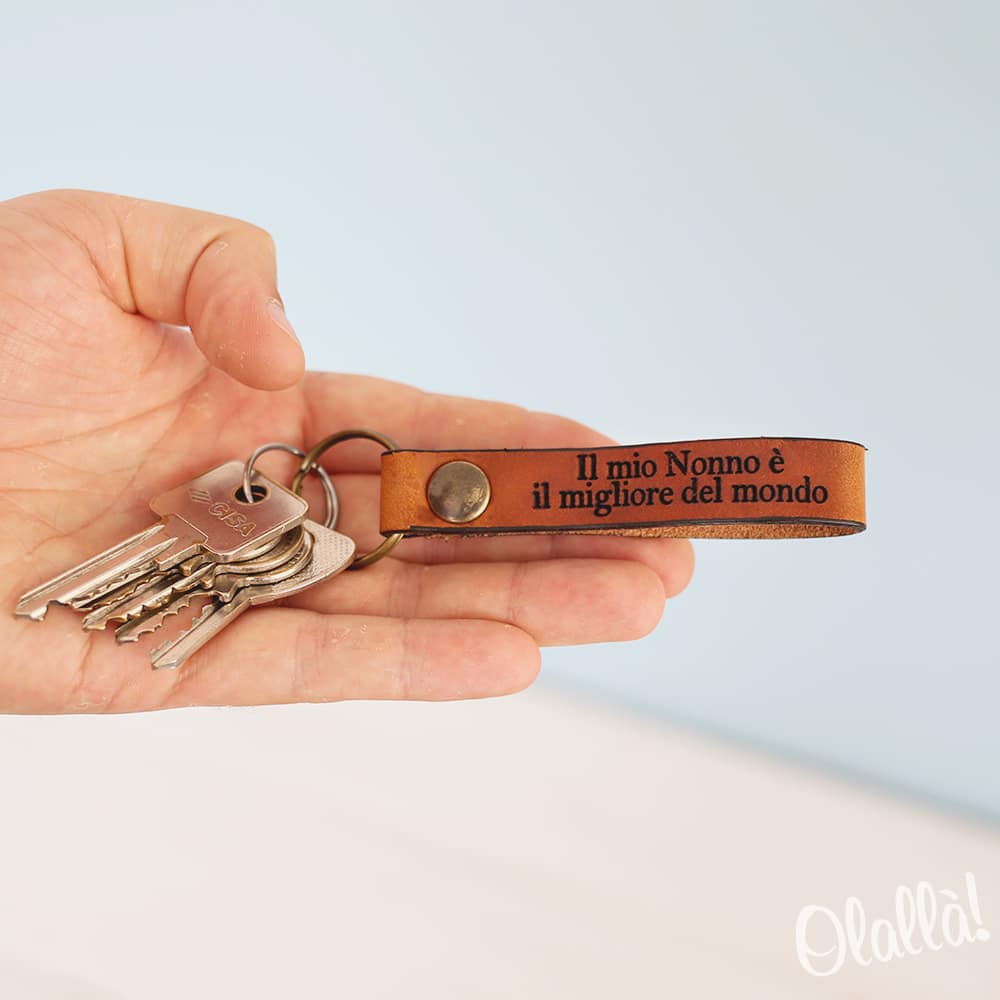 Il mio Nonno è
il migliore del mondo
CISA
Olallà!